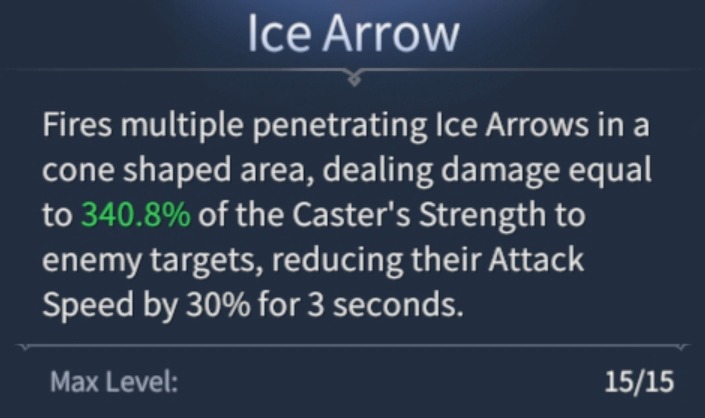 Ice Arrow
Fires multiple penetrating Ice Arrows in a
cone shaped area, dealing damage equal
to 340.8% of the Caster's Strength to
enemy targets, reducing their Attack
Speed by 30% for 3 seconds.
Max Level: 15/15